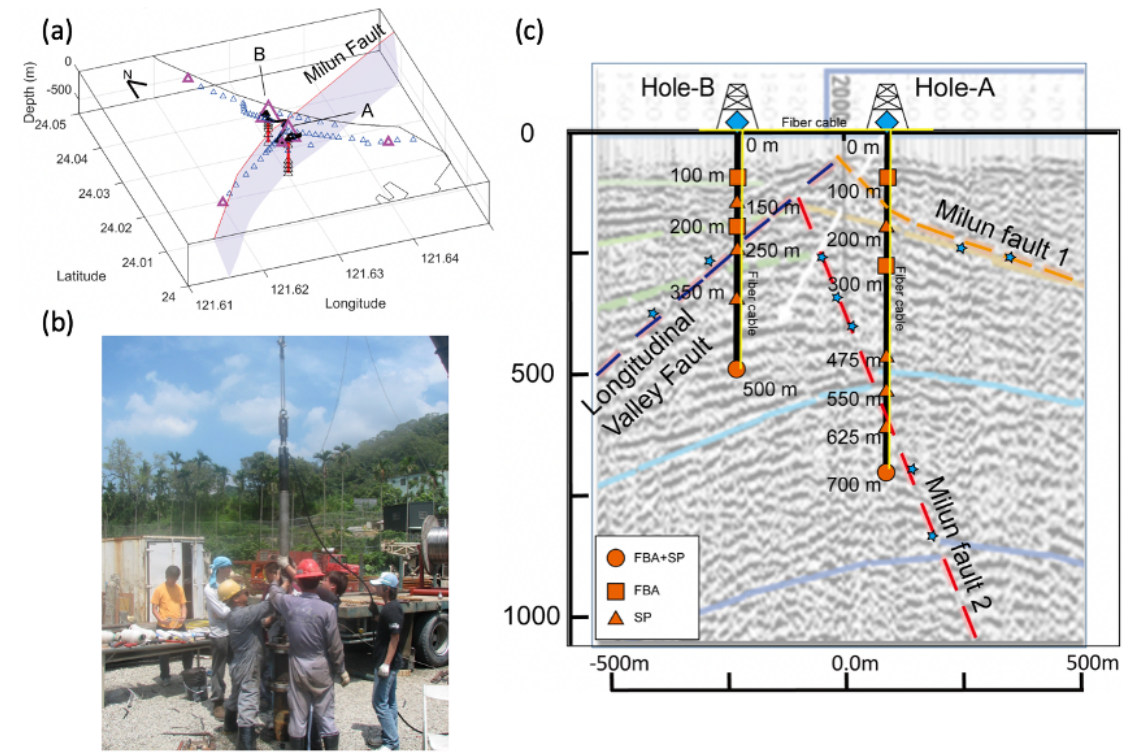 (a)
B
A
N
Milun Fault
Depth (m)
0
-500
24.05
24.04
24.03
24.02
24.01
24
Latitude
121.61
121.62
121.63
121.64
Longitude
(b)
(c)
Hole-B
Hole-A
Fiber cable
0
500
1000
0 m
100 m
150 m
200 m
250 m
350 m
500 m
Fiber cable
0 m
100 m
200 m
300 m
475 m
550 m
625 m
700 m
Fiber cable
Milun fault 1
Longitudinal
Valley Fault
Milun fault 2
FBA+SP
FBA
SP
-500m
0.0m
500m